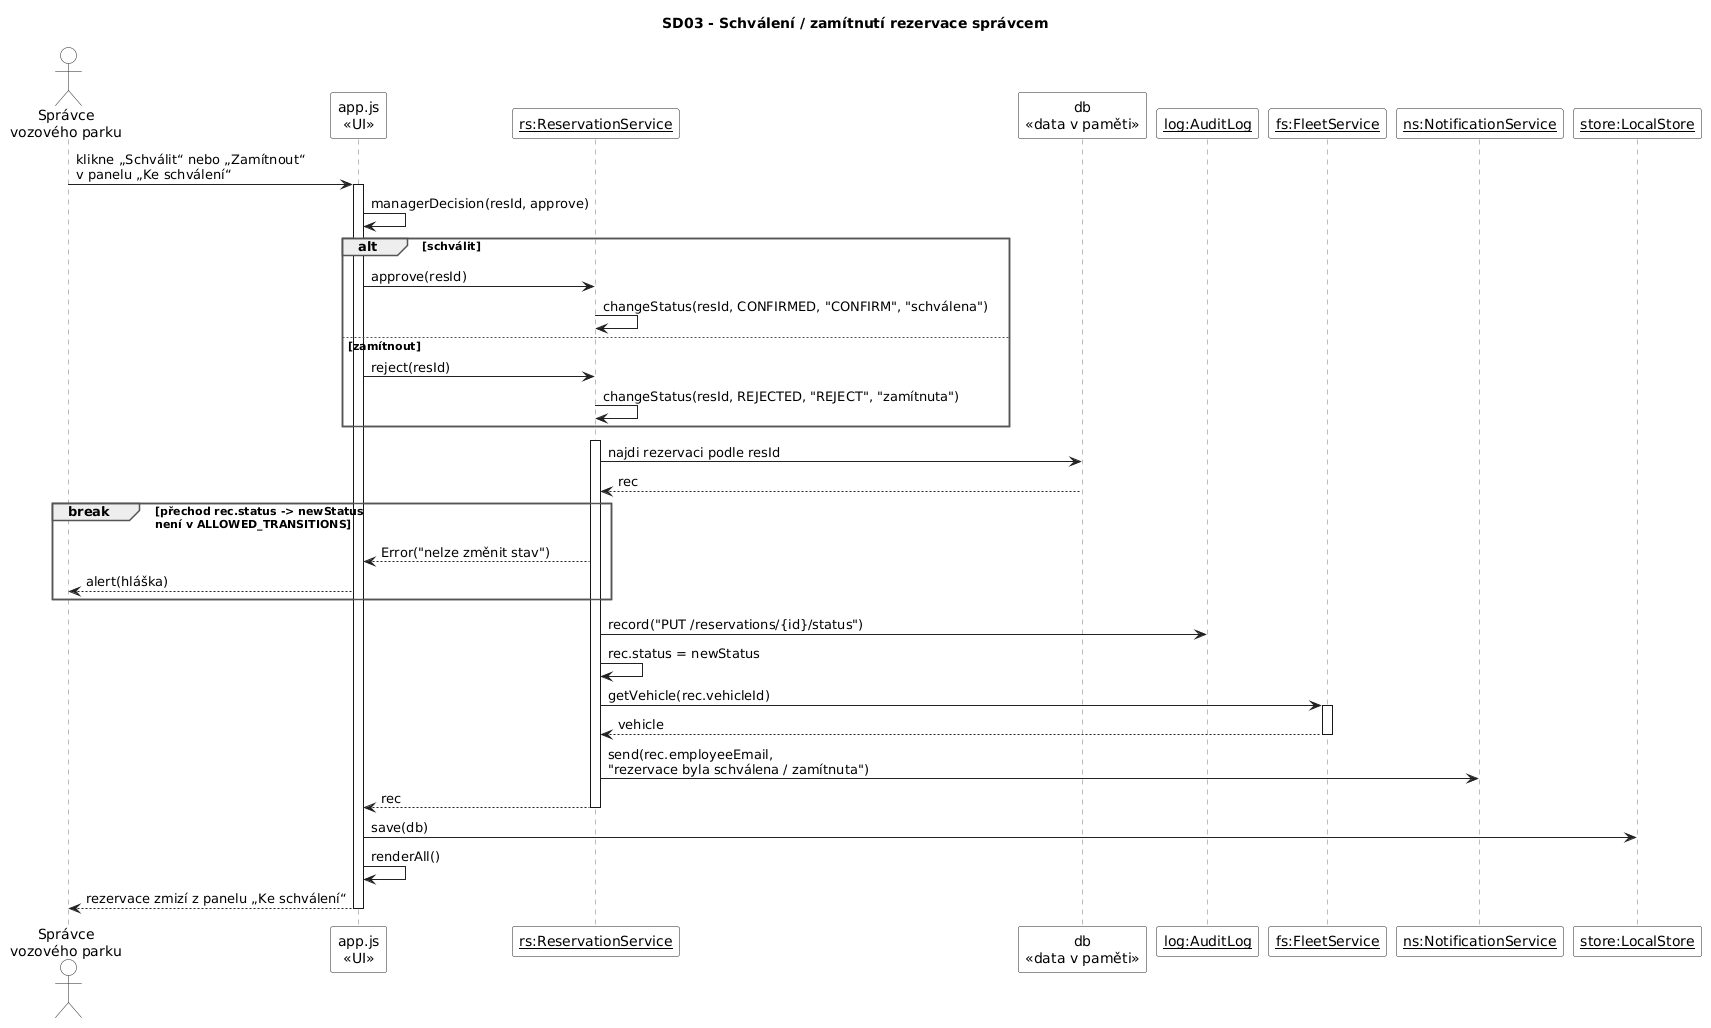 SD03 - Schválení / zamítnutí rezervace správcem
Správce
vozového parku
app.js
«UI»
rs:ReservationService
db
«data v paměti»
log:AuditLog
fs:FleetService
ns:NotificationService
store:LocalStore
klikne „Schválit“ nebo „Zamítnout“
v panelu „Ke schválení“
managerDecision(resId, approve)
alt
[schválit]
approve(resId)
changeStatus(resId, CONFIRMED, "CONFIRM", "schválena")
[zamítnout]
reject(resId)
changeStatus(resId, REJECTED, "REJECT", "zamítnuta")
najdi rezervaci podle resId
rec
break
[přechod rec.status -> newStatus
není v ALLOWED_TRANSITIONS]
Error("nelze změnit stav")
alert(hláška)
record("PUT /reservations/{id}/status")
rec.status = newStatus
getVehicle(rec.vehicleId)
vehicle
send(rec.employeeEmail,
"rezervace byla schválena / zamítnuta")
rec
save(db)
renderAll()
rezervace zmizí z panelu „Ke schválení“
Správce
vozového parku
app.js
«UI»
rs:ReservationService
db
«data v paměti»
log:AuditLog
fs:FleetService
ns:NotificationService
store:LocalStore